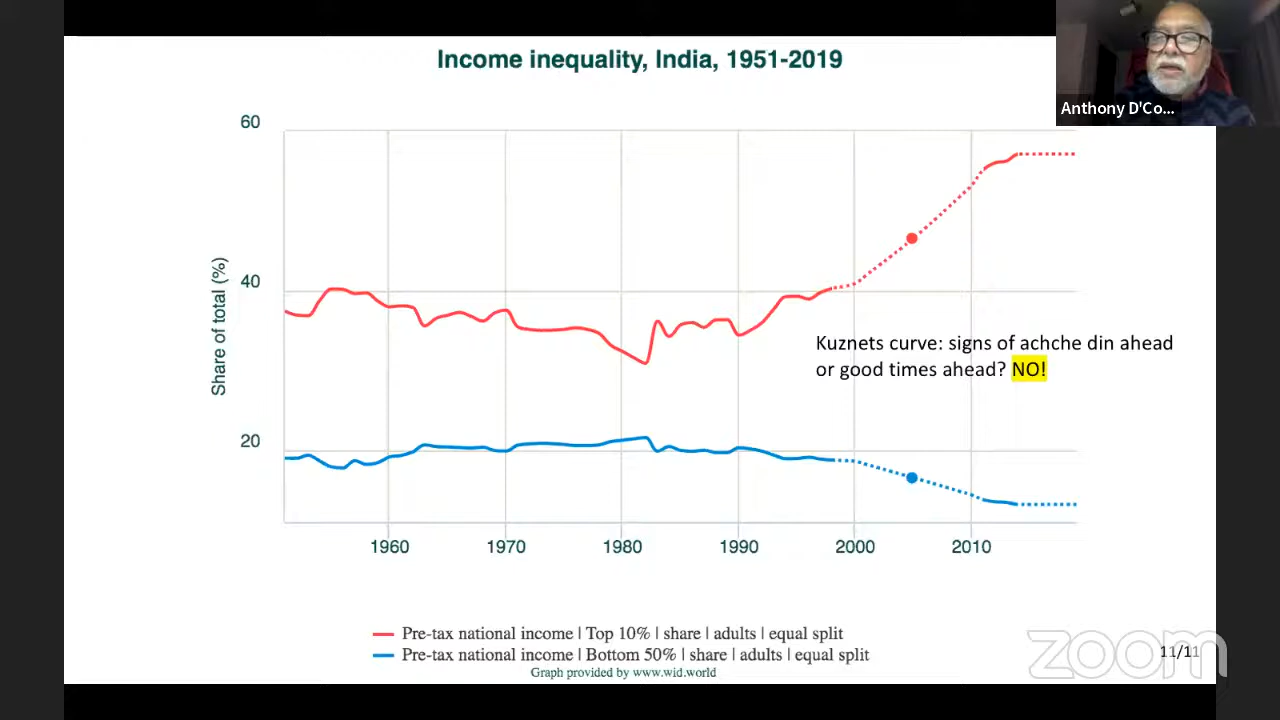 Income inequality, India, 1951-2019
Anthony D'Co...
60
40
20
Share of total (%)
Kuznets curve: signs of achche din ahead
or good times ahead? NO!
1960 1970 1980 1990 2000 2010
Pre-tax national income | Top 10% | share | adults | equal split
Pre-tax national income | Bottom 50% | share | adults | equal split
Graph provided by www.wid.world
zoom
11/11